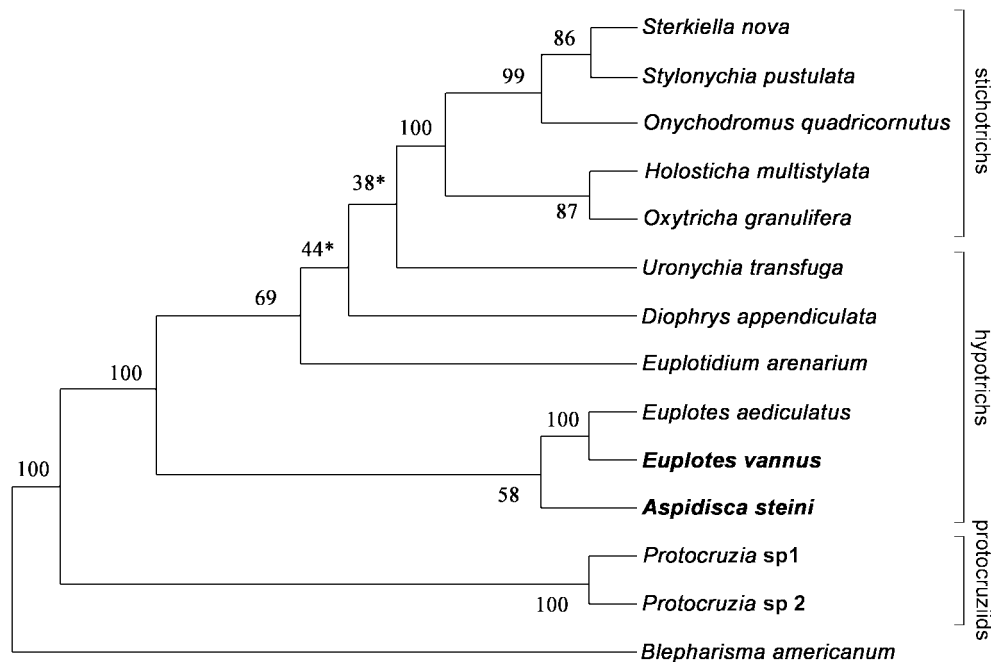 Sterkiella nova
86
Stylonychia pustulata
99
Onychodromus quadricornutus
stichotrichs
100
Holosticha multistylata
38*
87
Oxytricha granulifera
44*
Uronychia transfuga
69
Diophrys appendiculata
Euplotidium arenarium
hypotrichs
100
Euplotes aediculatus
100
Euplotes vannus
100
58
Aspidisca steini
Protocruzia sp1
100
Protocruzia sp 2
protocruziids
Blepharisma americanum